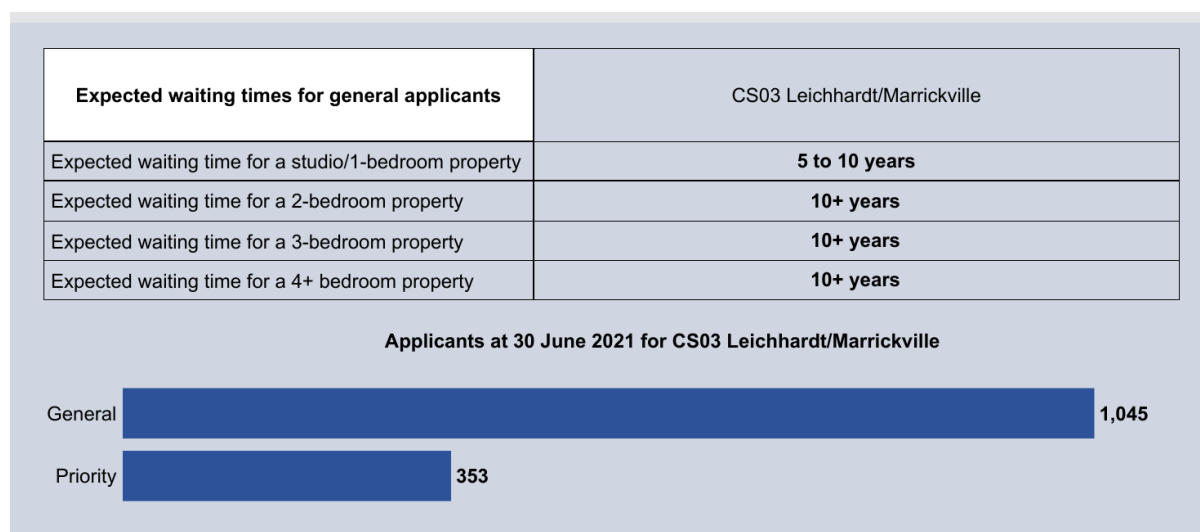 Expected waiting times for general applicants CS03 Leichhardt/Marrickville
Expected waiting time for a studio/1-bedroom property 5 to 10 years
Expected waiting time for a 2-bedroom property 10+ years
Expected waiting time for a 3-bedroom property 10+ years
Expected waiting time for a 4+ bedroom property 10+ years
Applicants at 30 June 2021 for CS03 Leichhardt/Marrickville
General 1,045
Priority 353